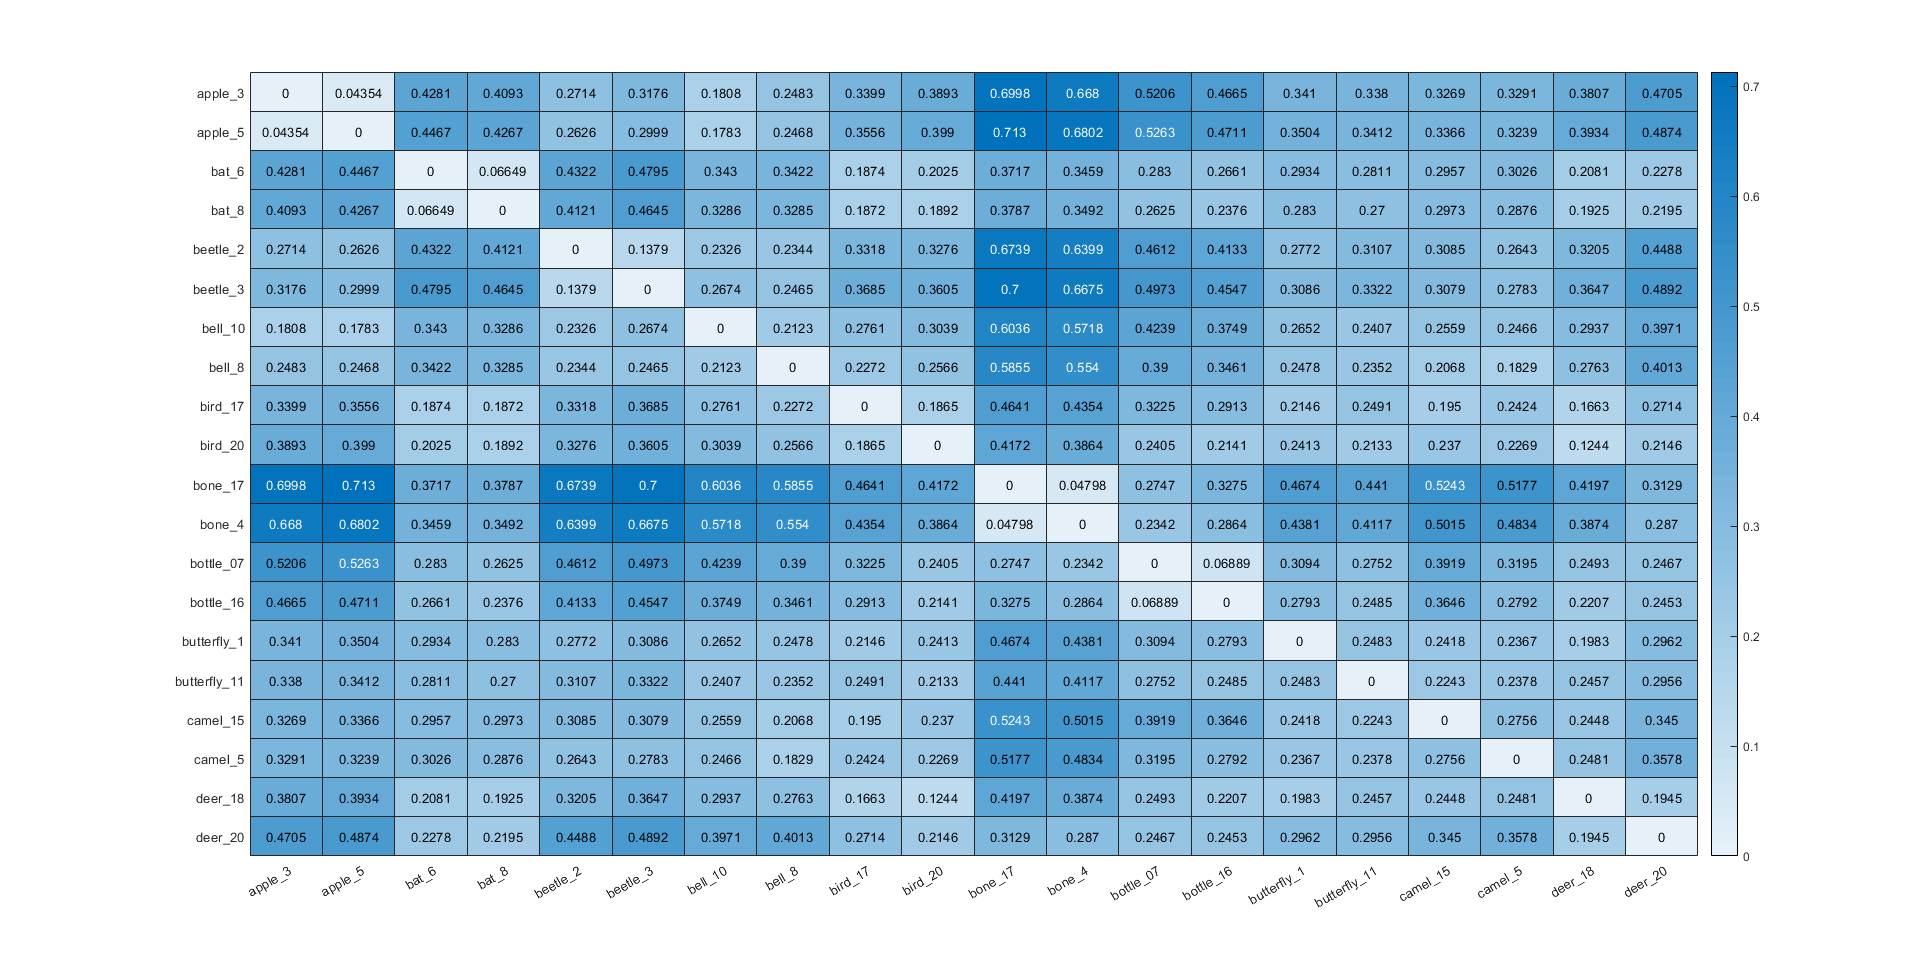 apple_3 0 0.04354 0.4281 0.4093 0.2714 0.3176 0.1808 0.2483 0.3399 0.3893 0.6998 0.668 0.5206 0.4665 0.341 0.338 0.3269 0.3291 0.3807 0.4705
apple_5 0.04354 0 0.4467 0.4267 0.2626 0.2999 0.1783 0.2468 0.3556 0.399 0.713 0.6802 0.5263 0.4711 0.3504 0.3412 0.3366 0.3239 0.3934 0.4874
bat_6 0.4281 0.4467 0 0.06649 0.4322 0.4795 0.343 0.3422 0.1874 0.2025 0.3717 0.3459 0.283 0.2661 0.2934 0.2811 0.2957 0.3026 0.2081 0.2278
bat_8 0.4093 0.4267 0.06649 0 0.4121 0.4645 0.3286 0.3285 0.1872 0.1892 0.3787 0.3492 0.2625 0.2376 0.283 0.27 0.2973 0.2876 0.1925 0.2195
beetle_2 0.2714 0.2626 0.4322 0.4121 0 0.1379 0.2326 0.2344 0.3318 0.3276 0.6739 0.6399 0.4612 0.4133 0.2772 0.3107 0.3085 0.2643 0.3205 0.4488
beetle_3 0.3176 0.2999 0.4795 0.4645 0.1379 0 0.2674 0.2465 0.3685 0.3605 0.7 0.6675 0.4973 0.4547 0.3086 0.3322 0.3079 0.2783 0.3647 0.4892
bell_10 0.1808 0.1783 0.343 0.3286 0.2326 0.2674 0 0.2123 0.2761 0.3039 0.6036 0.5718 0.4239 0.3749 0.2652 0.2407 0.2559 0.2466 0.2937 0.3971
bell_8 0.2483 0.2468 0.3422 0.3285 0.2344 0.2465 0.2123 0 0.2272 0.2566 0.5855 0.554 0.39 0.3461 0.2478 0.2352 0.2068 0.1829 0.2763 0.4013
bird_17 0.3399 0.3556 0.1874 0.1872 0.3318 0.3685 0.2761 0.2272 0 0.1865 0.4641 0.4354 0.3225 0.2913 0.2146 0.2491 0.195 0.2424 0.1663 0.2714
bird_20 0.3893 0.399 0.2025 0.1892 0.3276 0.3605 0.3039 0.2566 0.1865 0 0.4172 0.3864 0.2405 0.2141 0.2413 0.2133 0.237 0.2269 0.1244 0.2146
bone_17 0.6998 0.713 0.3717 0.3787 0.6739 0.7 0.6036 0.5855 0.4641 0.4172 0 0.04798 0.2747 0.3275 0.4674 0.441 0.5243 0.5177 0.4197 0.3129
bone_4 0.668 0.6802 0.3459 0.3492 0.6399 0.6675 0.5718 0.554 0.4354 0.3864 0.04798 0 0.2342 0.2864 0.4381 0.4117 0.5015 0.4834 0.3874 0.287
bottle_07 0.5206 0.5263 0.283 0.2625 0.4612 0.4973 0.4239 0.39 0.3225 0.2405 0.2747 0.2342 0 0.06889 0.3094 0.2752 0.3919 0.3195 0.2493 0.2467
bottle_16 0.4665 0.4711 0.2661 0.2376 0.4133 0.4547 0.3749 0.3461 0.2913 0.2141 0.3275 0.2864 0.06889 0 0.2793 0.2485 0.3646 0.2792 0.2207 0.2453
butterfly_1 0.341 0.3504 0.2934 0.283 0.2772 0.3086 0.2652 0.2478 0.2146 0.2413 0.4674 0.4381 0.3094 0.2793 0 0.2483 0.2418 0.2367 0.1983 0.2962
butterfly_11 0.338 0.3412 0.2811 0.27 0.3107 0.3322 0.2407 0.2352 0.2491 0.2133 0.441 0.4117 0.2752 0.2485 0.2483 0 0.2243 0.2378 0.2457 0.2956
camel_15 0.3269 0.3366 0.2957 0.2973 0.3085 0.3079 0.2559 0.2068 0.195 0.237 0.5243 0.5015 0.3919 0.3646 0.2418 0.2243 0 0.2756 0.2448 0.345
camel_5 0.3291 0.3239 0.3026 0.2876 0.2643 0.2783 0.2466 0.1829 0.2424 0.2269 0.5177 0.4834 0.3195 0.2792 0.2367 0.2378 0.2756 0 0.2481 0.3578
deer_18 0.3807 0.3934 0.2081 0.1925 0.3205 0.3647 0.2937 0.2763 0.1663 0.1244 0.4197 0.3874 0.2493 0.2207 0.1983 0.2457 0.2448 0.2481 0 0.1945
deer_20 0.4705 0.4874 0.2278 0.2195 0.4488 0.4892 0.3971 0.4013 0.2714 0.2146 0.3129 0.287 0.2467 0.2453 0.2962 0.2956 0.345 0.3578 0.1945 0
apple_3 apple_5 bat_6 bat_8 beetle_2 beetle_3 bell_10 bell_8 bird_17 bird_20 bone_17 bone_4 bottle_07 bottle_16 butterfly_1 butterfly_11 camel_15 camel_5 deer_18 deer_20
0.7
0.6
0.5
0.4
0.3
0.2
0.1
0